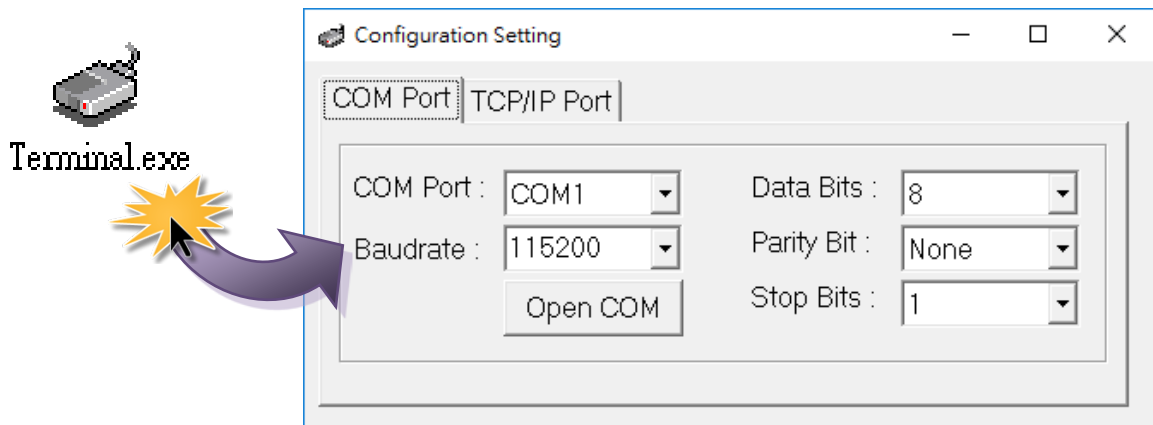 Terminal.exe
Configuration Setting
COM Port TCP/IP Port
COM Port : COM1 Data Bits : 8
Baudrate : 115200 Parity Bit : None
Open COM Stop Bits : 1